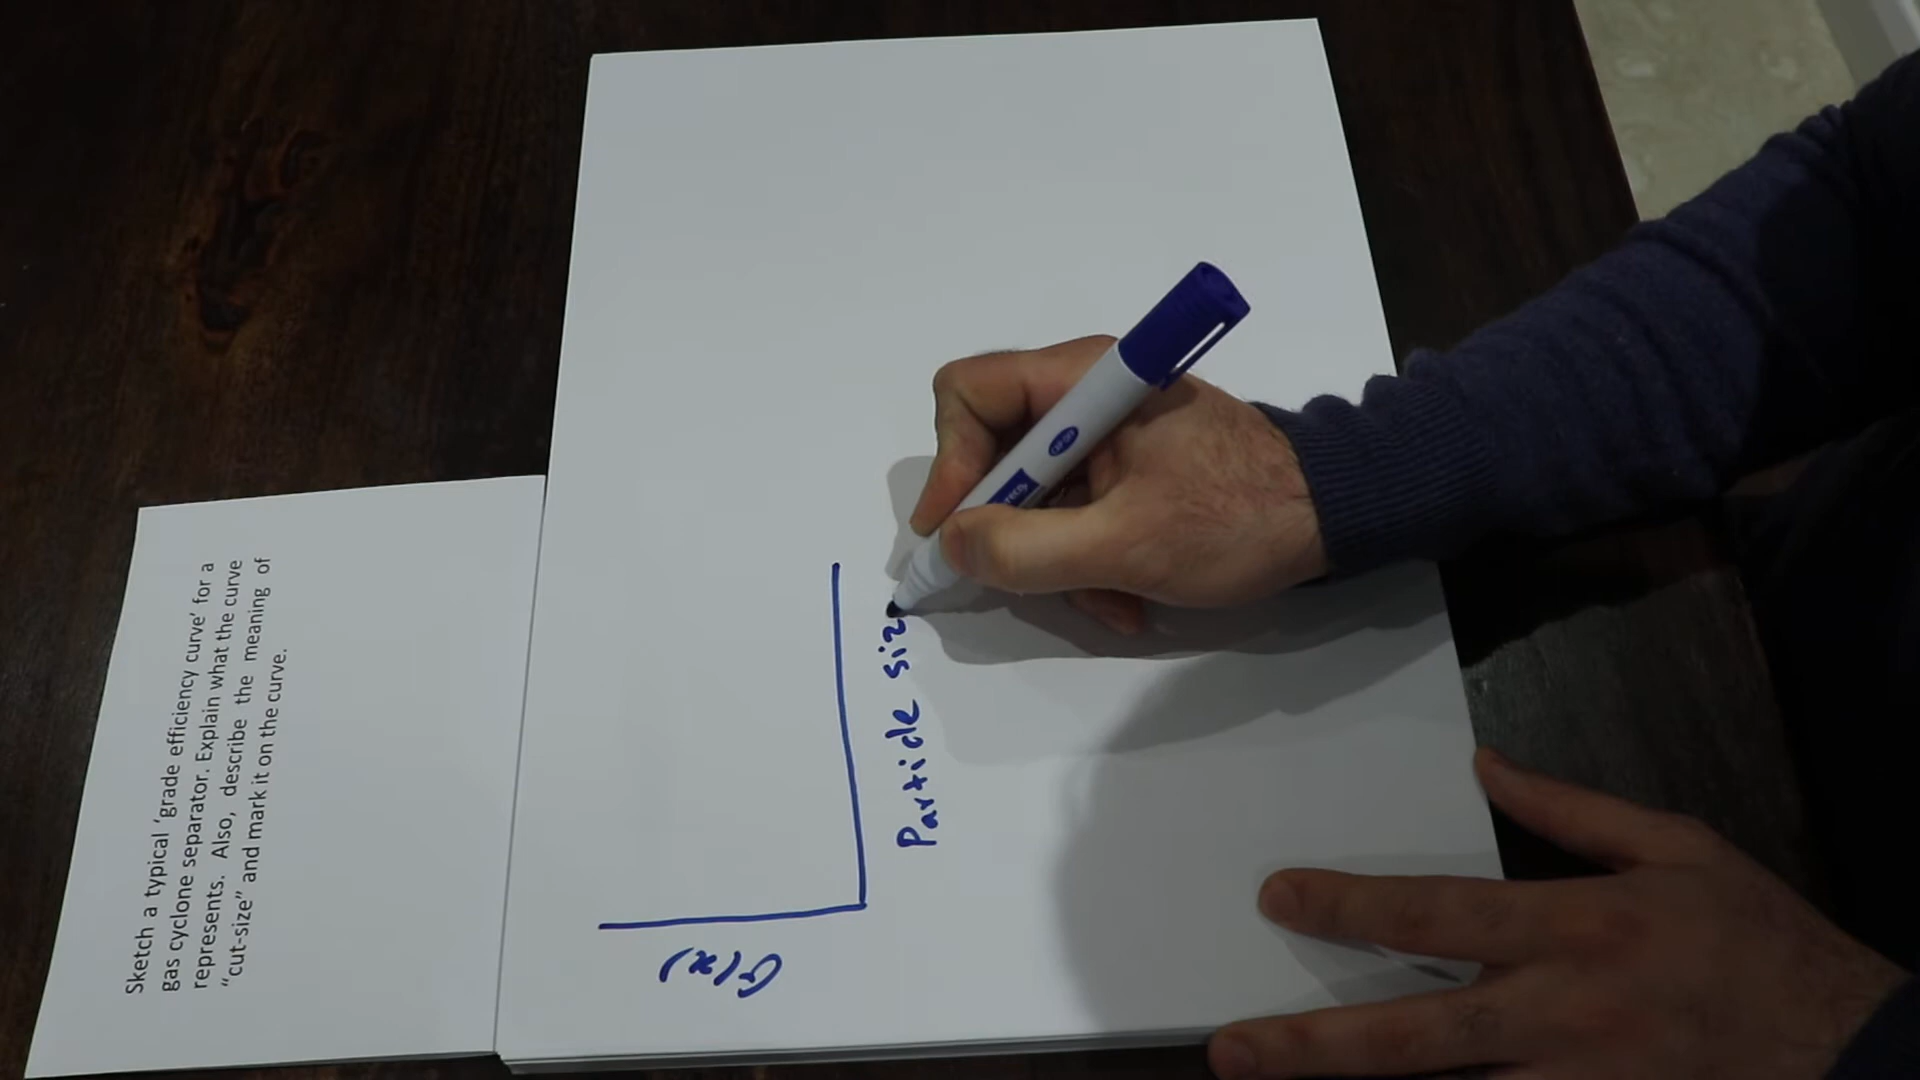 Sketch a typical ‘grade efficiency curve’ for a
gas cyclone separator. Explain what the curve
represents. Also, describe the meaning of
“cut-size” and mark it on the curve.
G(x)
Particle siz